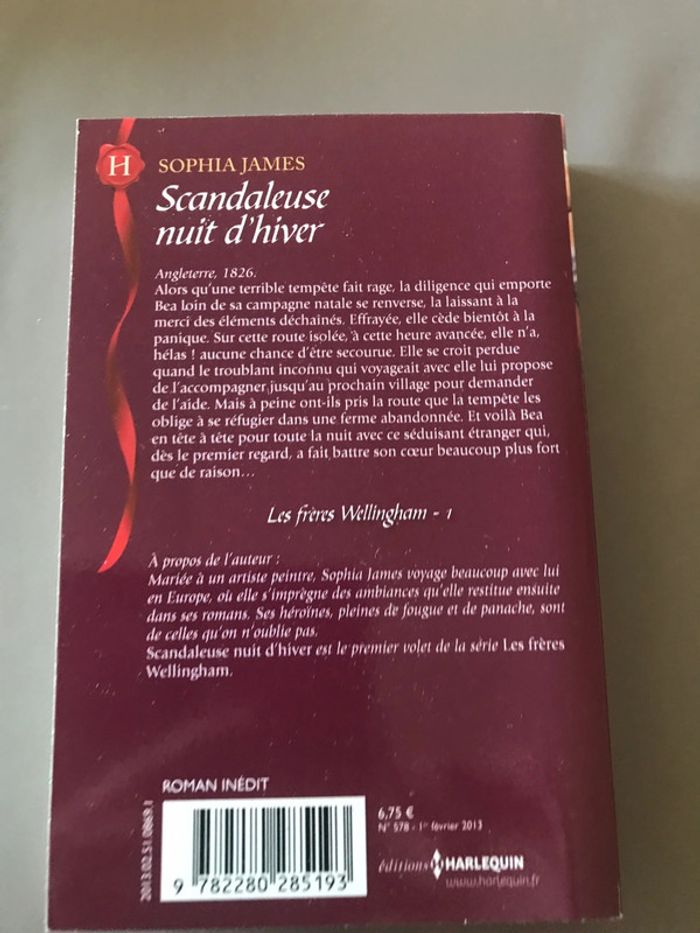 H
SOPHIA JAMES
Scandaleuse
nuit d'hiver
Angleterre, 1826.
Alors qu'une terrible tempête fait rage, la diligence qui emporte
Bea loin de sa campagne natale se renverse, la laissant à la
merci des éléments déchaînés. Effrayée, elle cède bientôt à la
panique. Sur cette route isolée, à cette heure avancée, elle n'a,
hélas ! aucune chance d'être secourue. Elle se croit perdue
quand le troublant inconnu qui voyageait avec elle lui propose
de l'accompagner jusqu'au prochain village pour demander
de l'aide. Mais à peine ont-ils pris la route que la tempête les
oblige à se réfugier dans une ferme abandonnée. Et voilà Bea
en tête à tête pour toute la nuit avec ce séduisant étranger qui,
dès le premier regard, a fait battre son cœur beaucoup plus fort
que de raison…
Les frères Wellingham - 1
À propos de l'auteur :
Mariée à un artiste peintre, Sophia James voyage beaucoup avec lui
en Europe, où elle s'imprègne des ambiances qu'elle restitue ensuite
dans ses romans. Ses héroïnes, pleines de fougue et de panache, sont
de celles qu'on n'oublie pas.
Scandaleuse nuit d'hiver est le premier volet de la série Les frères
Wellingham.
ROMAN INÉDIT
2013.02.51.0869.1
6,75 €
N° 578 - 1er février 2013
éditions HARLEQUIN
www.harlequin.fr
9 782280 285193